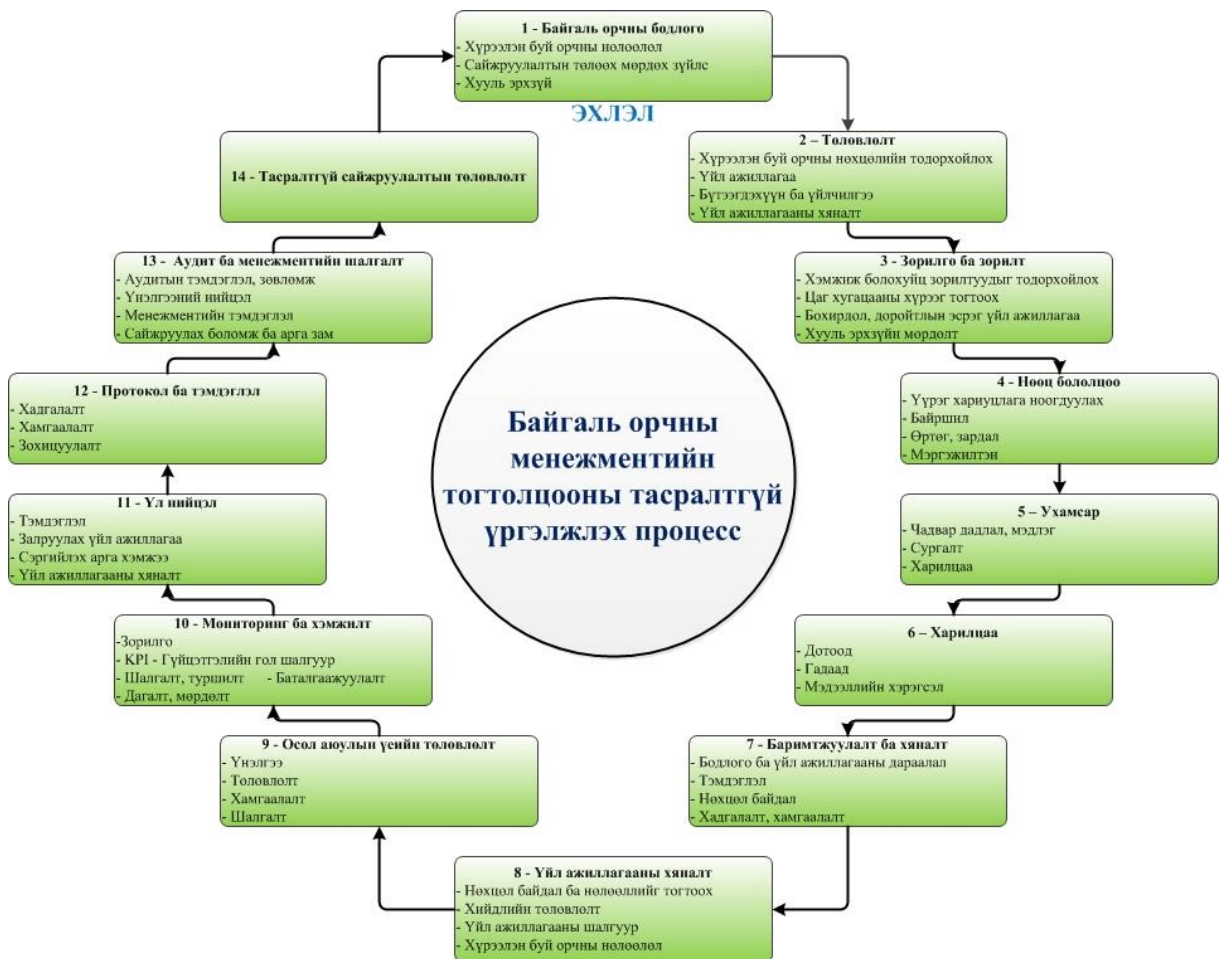 1 - Байгаль орчны бодлого
- Хүрээлэн буй орчны нөлөөлөл
- Сайжруулалтын төлөөх мөрдөх зүйлс
- Хууль эрхзүй
ЭХЛЭЛ
2 – Төлөвлөлт
- Хүрээлэн буй орчны нөхцөлийн тодорхойлох
- Үйл ажиллагаа
- Бүтээгдэхүүн ба үйлчилгээ
- Үйл ажиллагааны хяналт
3 - Зорилго ба зорилт
- Хэмжиж болохуйц зорилтуудыг тодорхойлох
- Цаг хугацааны хүрээг тогтоох
- Бохирдол, доройтлын эсрэг үйл ажиллагаа
- Хууль эрхзүйн мөрдөлт
4 - Нөөц бололцоо
- Үүрэг хариуцлага ноогдуулах
- Байршил
- Өртөг, зардал
- Мэргэжилтэн
5 – Ухамсар
- Чадвар дадлал, мэдлэг
- Сургалт
- Харилцаа
6 – Харилцаа
- Дотоод
- Гадаад
- Мэдээллийн хэрэгсэл
7 - Баримтжуулалт ба хяналт
- Бодлого ба үйл ажиллагааны дараалал
- Тэмдэглэл
- Нөхцөл байдал
- Хадгалалт, хамгаалалт
8 - Үйл ажиллагааны хяналт
- Нөхцөл байдал ба нөлөөллийг тогтоох
- Хийдлийн төлөвлөлт
- Үйл ажиллагааны шалгуур
- Хүрээлэн буй орчны нөлөөлөл
9 - Осол аюулын үеийн төлөвлөлт
- Үнэлгээ
- Төлөвлөлт
- Хамгаалалт
- Шалгалт
10 - Мониторинг ба хэмжилт
-Зорилго
- KPI - Гүйцэтгэлийн гол шалгуур
- Шалгалт, туршилт - Баталгаажуулалт
- Дагалт, мөрдөлт
11 - Үл нийцэл
- Тэмдэглэл
- Залруулах үйл ажиллагаа
- Сэргийлэх арга хэмжээ
- Үйл ажиллагааны хяналт
12 - Протокол ба тэмдэглэл
- Хадгалалт
- Хамгаалалт
- Зохицуулалт
13 - Аудит ба менежментийн шалгалт
- Аудитын тэмдэглэл, зөвлөмж
- Үнэлгээний нийцэл
- Менежментийн тэмдэглэл
- Сайжруулах боломж ба арга зам
14 - Тасралтгүй сайжруулалтын төлөвлөлт
Байгаль орчны
менежментийн
тогтолцооны тасралтгүй
үргэлжлэх процесс